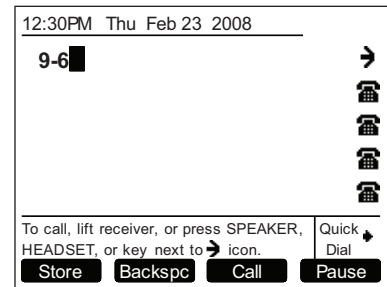 12:30PM Thu Feb 23 2008
9-6
To call, lift receiver, or press SPEAKER,
HEADSET, or key next to → icon.
Quick
Dial
Store Backspc Call Pause